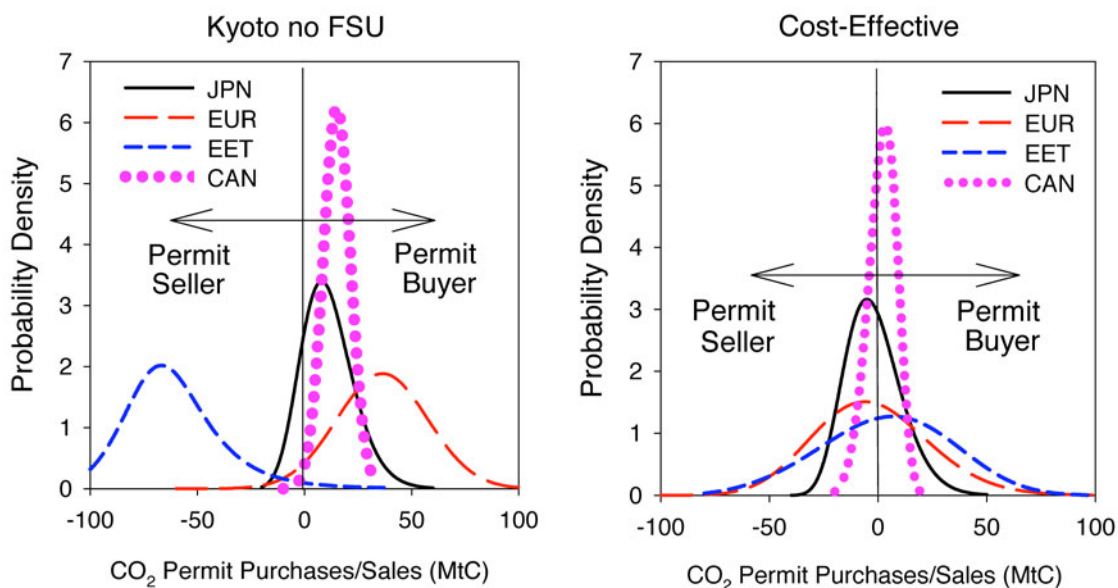 Kyoto no FSU
7
6
5
4
3
2
1
0
Probability Density
JPN
EUR
EET
CAN
Permit
Seller
Permit
Buyer
-100
-50
0
50
100
CO₂ Permit Purchases/Sales (MtC)
Cost-Effective
7
6
5
4
3
2
1
0
Probability Density
JPN
EUR
EET
CAN
Permit
Seller
Permit
Buyer
-100
-50
0
50
100
CO₂ Permit Purchases/Sales (MtC)